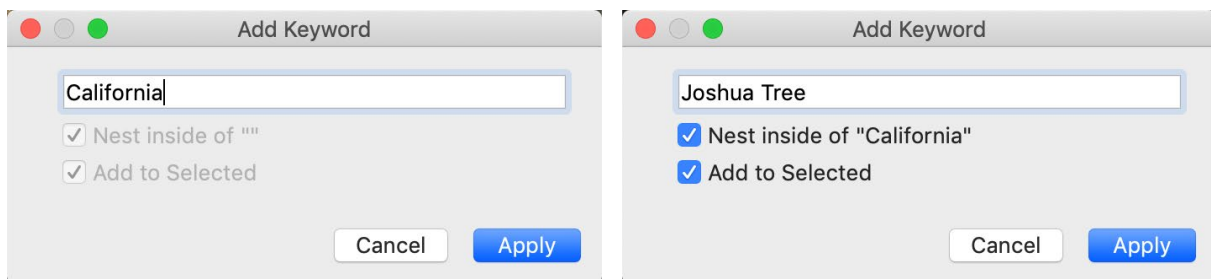 Add Keyword
California
Nest inside of ""
Add to Selected
Cancel Apply
Add Keyword
Joshua Tree
Nest inside of "California"
Add to Selected
Cancel Apply